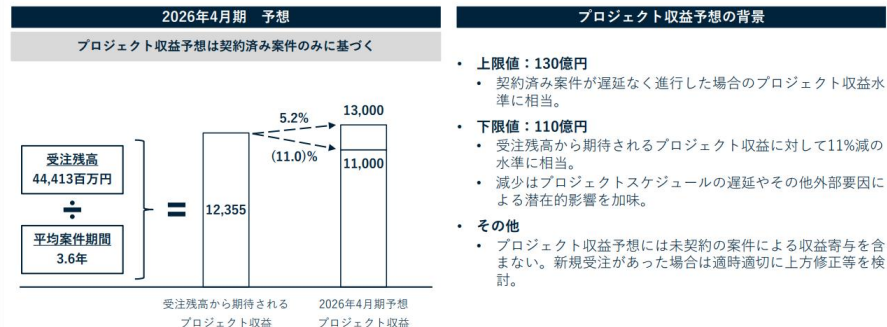 2026年4月期　予想
プロジェクト収益予想は契約済み案件のみに基づく
受注残高
44,413百万円
÷
平均案件期間
3.6年
=
12,355
5.2%
(11.0)%
13,000
11,000
受注残高から期待される
プロジェクト収益
2026年4月期予想
プロジェクト収益
プロジェクト収益予想の背景
• 上限値：130億円
• 契約済み案件が遅延なく進行した場合のプロジェクト収益水
準に相当。
• 下限値：110億円
• 受注残高から期待されるプロジェクト収益に対して11%減の
水準に相当。
• 減少はプロジェクトスケジュールの遅延やその他外部要因に
よる潜在的影響を加味。
• その他
• プロジェクト収益予想には未契約の案件による収益寄与を含
まない。新規受注があった場合は適時適切に上方修正等を検
討。